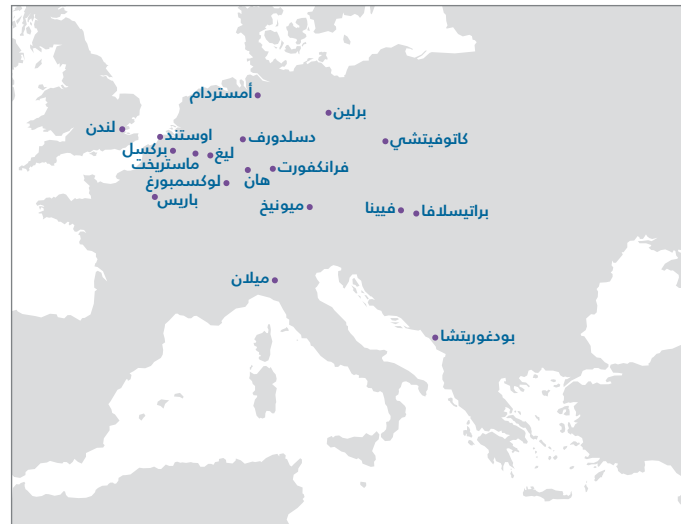 أمستردام
برلين
لندن
اوستند
دسلدورف
كاتوفيتشي
بركسل
ليغ
ماستريخت
فرانكفورت
هان
لوكسمبورغ
باريس
ميونيخ
فيينا
براتيسلافا
ميلان
بودغوريتشا